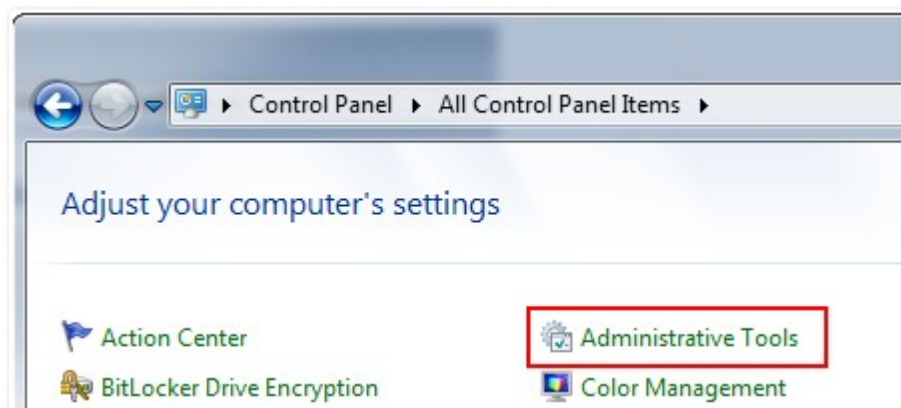 Control Panel All Control Panel Items
Adjust your computer's settings
Action Center Administrative Tools
BitLocker Drive Encryption Color Management